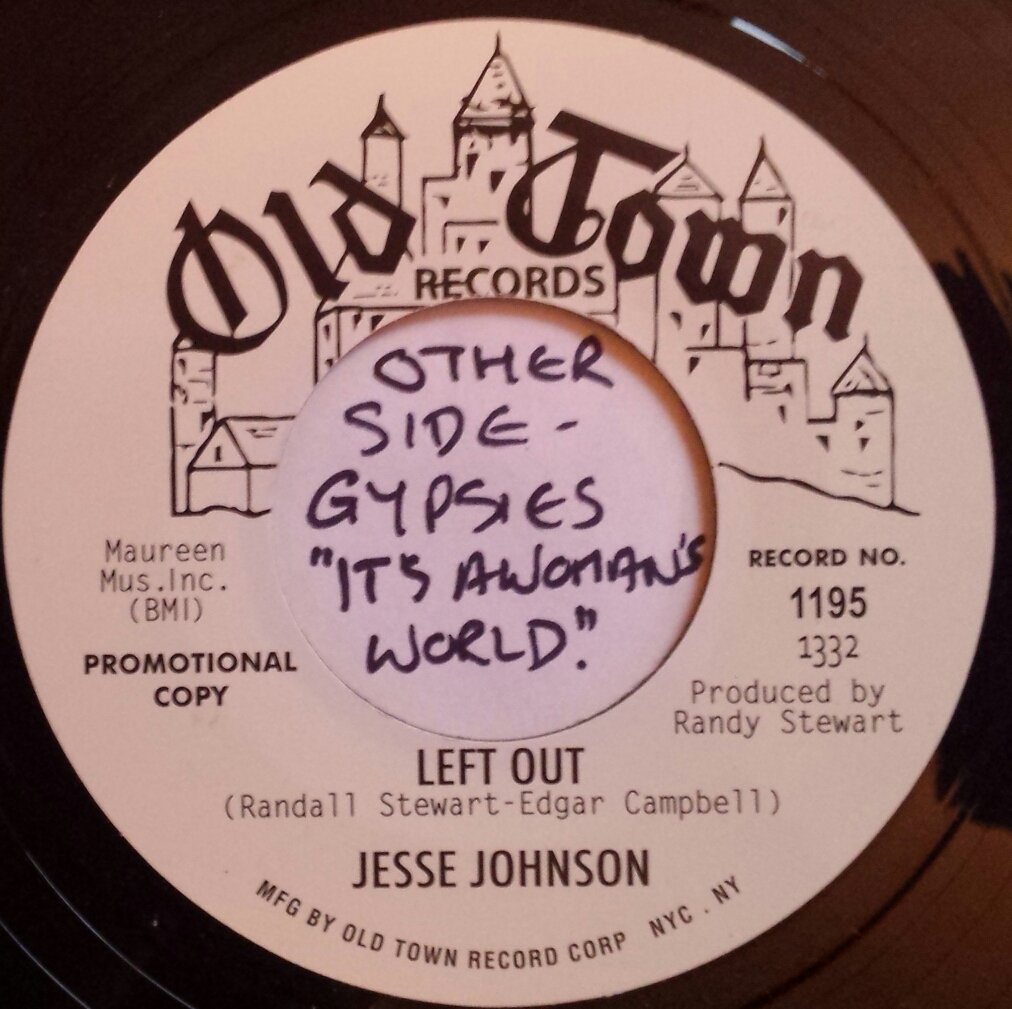 Old Town
RECORDS
OTHER
SIDE -
GYPSIES
"IT'S A WOMAN'S
WORLD."
Maureen
Mus.Inc.
(BMI)
PROMOTIONAL
COPY
RECORD NO.
1195
1332
Produced by
Randy Stewart
LEFT OUT
(Randall Stewart-Edgar Campbell)
JESSE JOHNSON
MFG BY OLD TOWN RECORD CORP NYC . NY